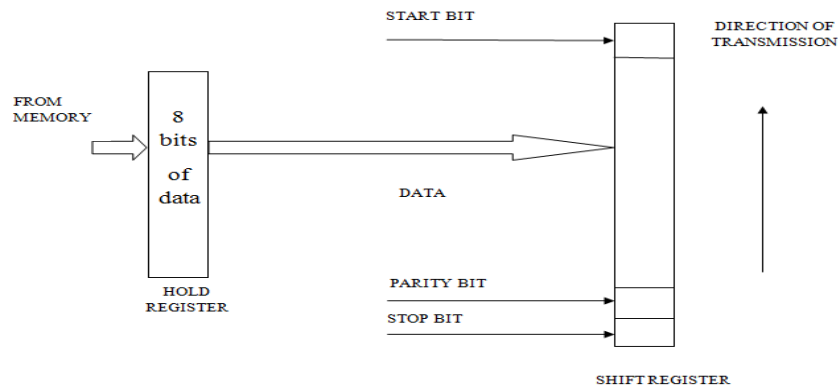 START BIT
DIRECTION OF
TRANSMISSION
FROM
MEMORY
8
bits
of
data
DATA
HOLD
REGISTER
PARITY BIT
STOP BIT
SHIFT REGISTER